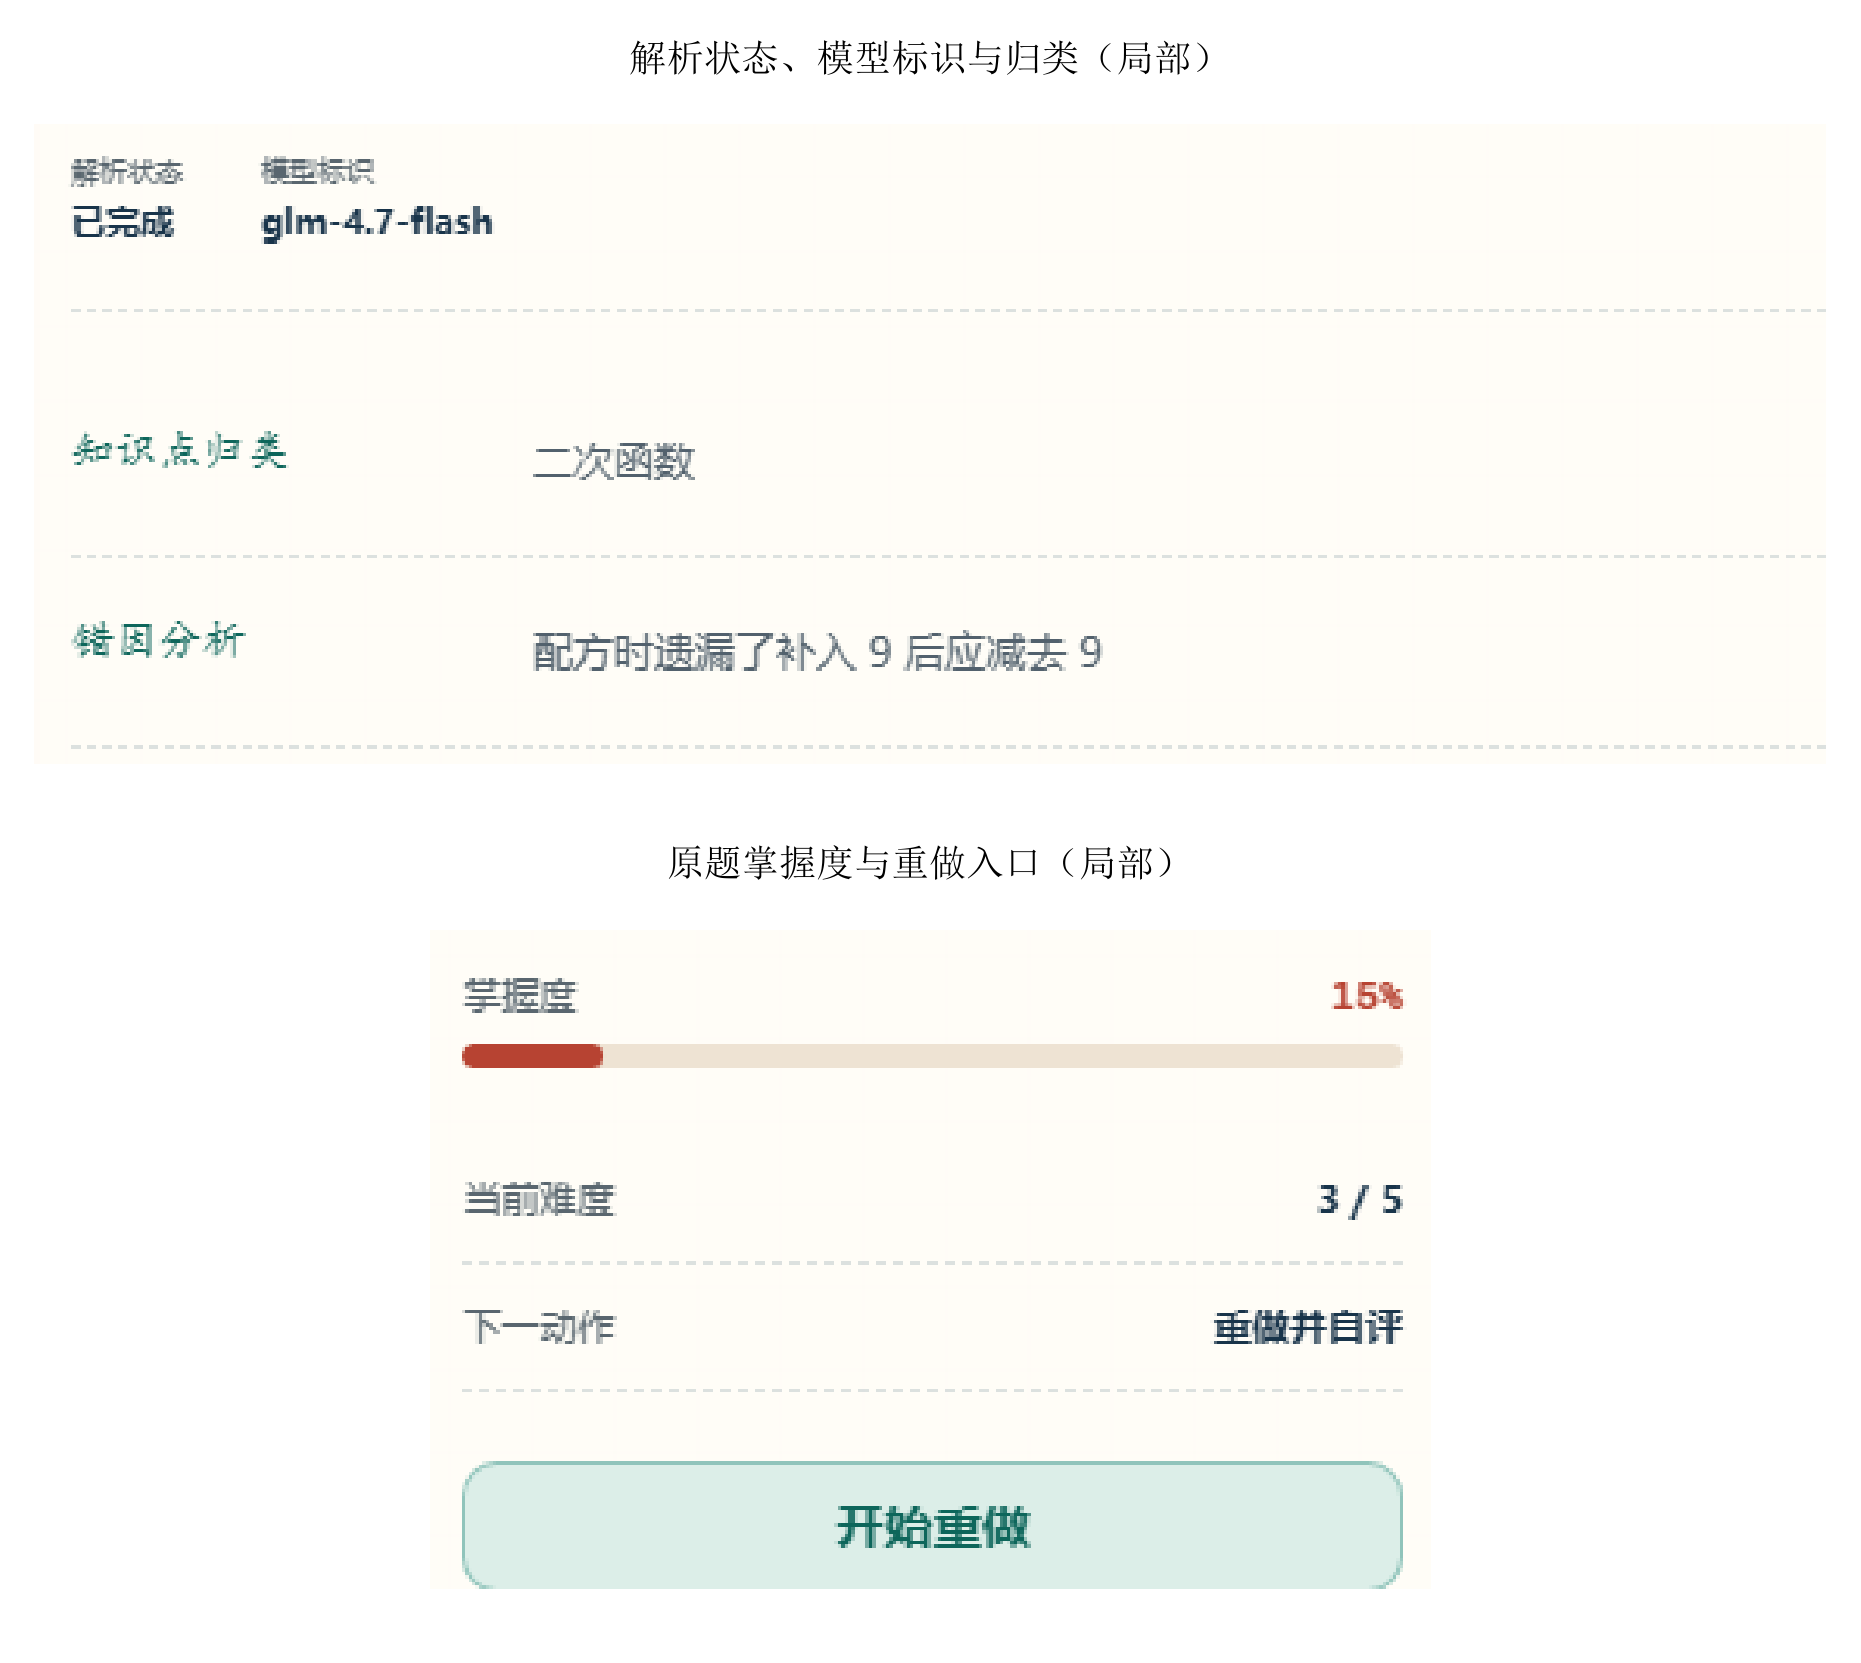 解析状态、模型标识与归类（局部）
解析状态 模型标识
已完成 glm-4.7-flash
知识点归类 二次函数
错因分析 配方时遗漏了补入 9 后应减去 9
原题掌握度与重做入口（局部）
掌握度 15%
当前难度 3 / 5
下一动作 重做并自评
开始重做